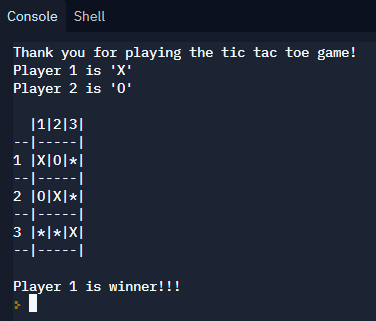 Console Shell
Thank you for playing the tic tac toe game!
Player 1 is 'X'
Player 2 is 'O'
  |1|2|3|
--|-----|
1 |X|O|*|
--|-----|
2 |O|X|*|
--|-----|
3 |*|*|X|
--|-----|
Player 1 is winner!!!
>